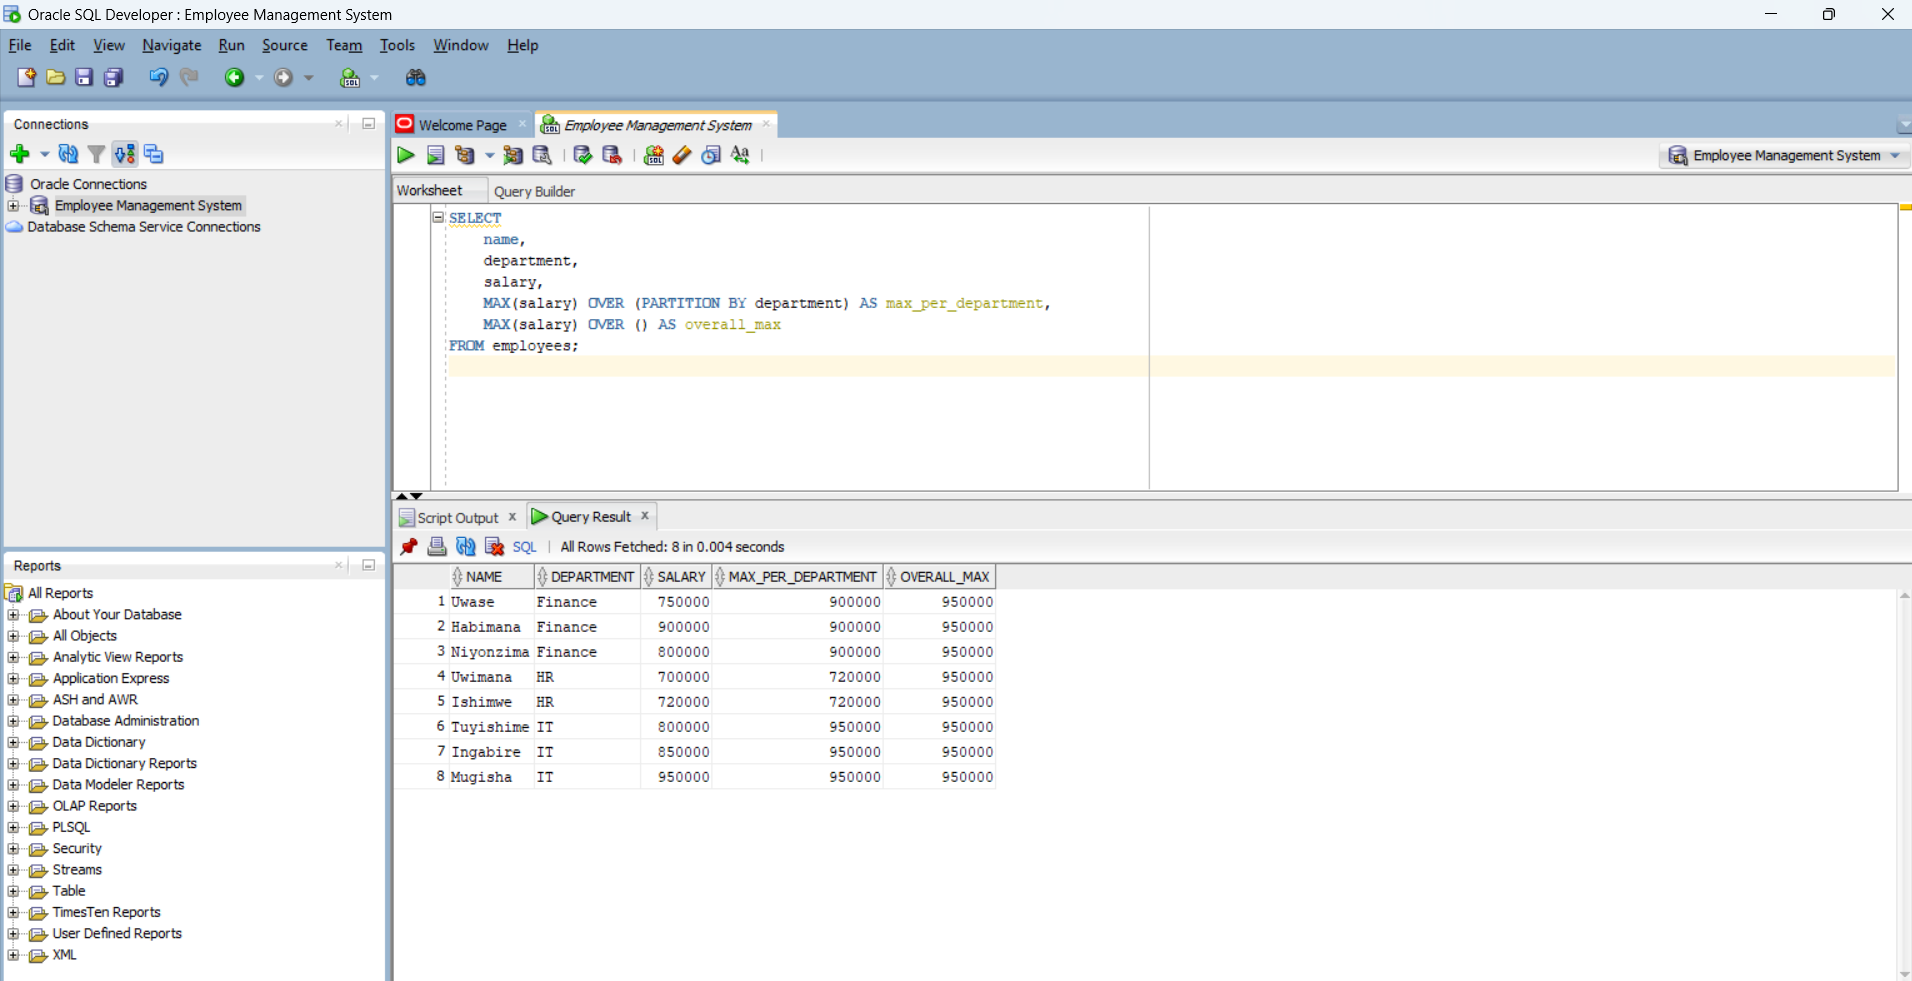 Oracle SQL Developer : Employee Management System
File Edit View Navigate Run Source Team Tools Window Help
Connections
Oracle Connections
Employee Management System
Database Schema Service Connections
Reports
All Reports
About Your Database
All Objects
Analytic View Reports
Application Express
ASH and AWR
Database Administration
Data Dictionary
Data Dictionary Reports
Data Modeler Reports
OLAP Reports
PLSQL
Security
Streams
Table
TimesTen Reports
User Defined Reports
XML
Welcome Page Employee Management System
Employee Management System
Worksheet Query Builder
SELECT
name,
department,
salary,
MAX(salary) OVER (PARTITION BY department) AS max_per_department,
MAX(salary) OVER () AS overall_max
FROM employees;
Script Output x Query Result x
SQL | All Rows Fetched: 8 in 0.004 seconds
NAME DEPARTMENT SALARY MAX_PER_DEPARTMENT OVERALL_MAX
1 Uwase Finance 750000 900000 950000
2 Habimana Finance 900000 900000 950000
3 Niyonzima Finance 800000 900000 950000
4 Uwimana HR 700000 720000 950000
5 Ishimwe HR 720000 720000 950000
6 Tuyishime IT 800000 950000 950000
7 Ingabire IT 850000 950000 950000
8 Mugisha IT 950000 950000 950000